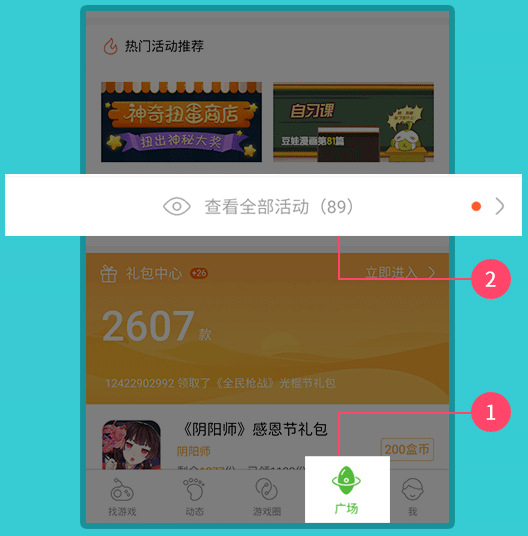 热门活动推荐
神奇扭蛋商店
扭出神秘大奖
自习课
豆娃漫画第81篇
查看全部活动（89）
2
礼包中心 +26 立即进入
2607款
12422902992 领取了《全民枪战》光棍节礼包
1
《阴阳师》感恩节礼包
阴阳师
200盒币
找游戏 动态 游戏圈 广场 我